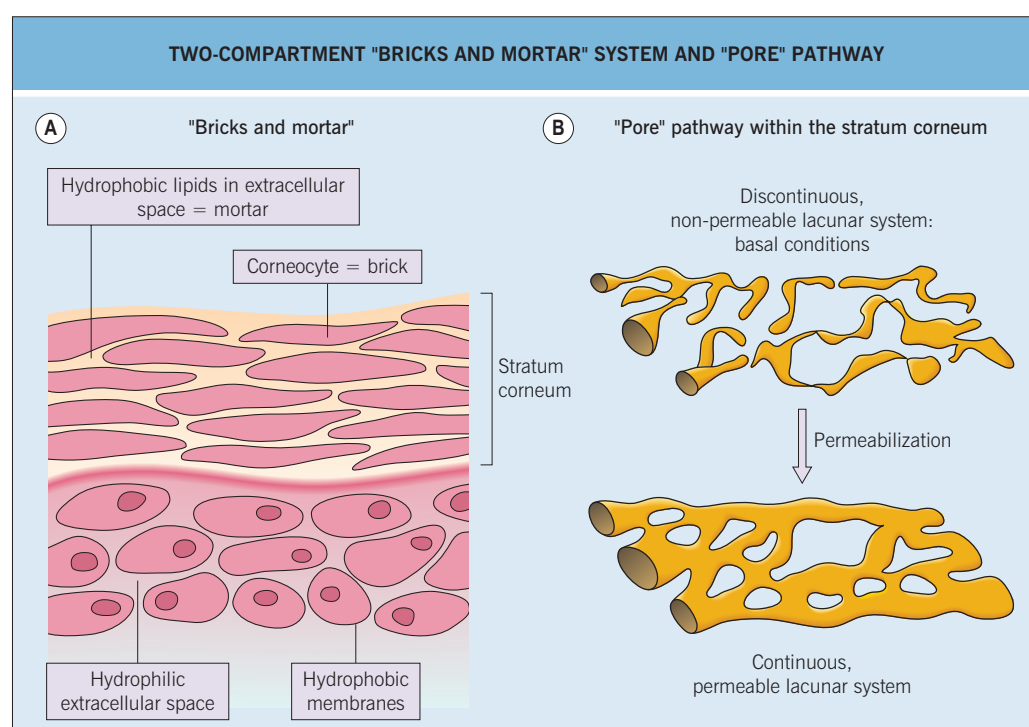 TWO-COMPARTMENT "BRICKS AND MORTAR" SYSTEM AND "PORE" PATHWAY
A
"Bricks and mortar"
Hydrophobic lipids in extracellular
space = mortar
Corneocyte = brick
Stratum
corneum
Hydrophilic
extracellular space
Hydrophobic
membranes
B
"Pore" pathway within the stratum corneum
Discontinuous,
non-permeable lacunar system:
basal conditions
Permeabilization
Continuous,
permeable lacunar system